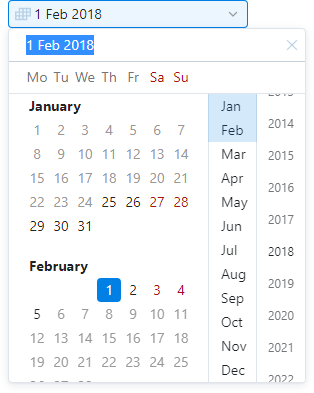 1 Feb 2018
1 Feb 2018
Mo Tu We Th Fr Sa Su
January
1 2 3 4 5 6 7
8 9 10 11 12 13 14
15 16 17 18 19 20 21
22 23 24 25 26 27 28
29 30 31
February
1 2 3 4
5 6 7 8 9 10 11
12 13 14 15 16 17 18
19 20 21 22 23 24 25
Jan
Feb
Mar
Apr
May
Jun
Jul
Aug
Sep
Oct
Nov
Dec
2014
2015
2016
2017
2018
2019
2020
2021
2022